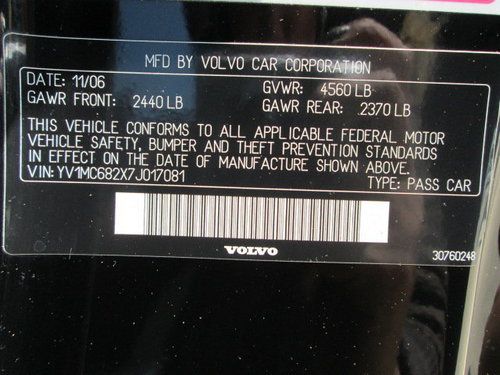 MFD BY VOLVO CAR CORPORATION
DATE: 11/06 GVWR: 4560 LB
GAWR FRONT: 2440 LB GAWR REAR: 2370 LB
THIS VEHICLE CONFORMS TO ALL APPLICABLE FEDERAL MOTOR
VEHICLE SAFETY, BUMPER AND THEFT PREVENTION STANDARDS
IN EFFECT ON THE DATE OF MANUFACTURE SHOWN ABOVE.
VIN: YV1MC682X7J017081 TYPE: PASS CAR
VOLVO 30760248